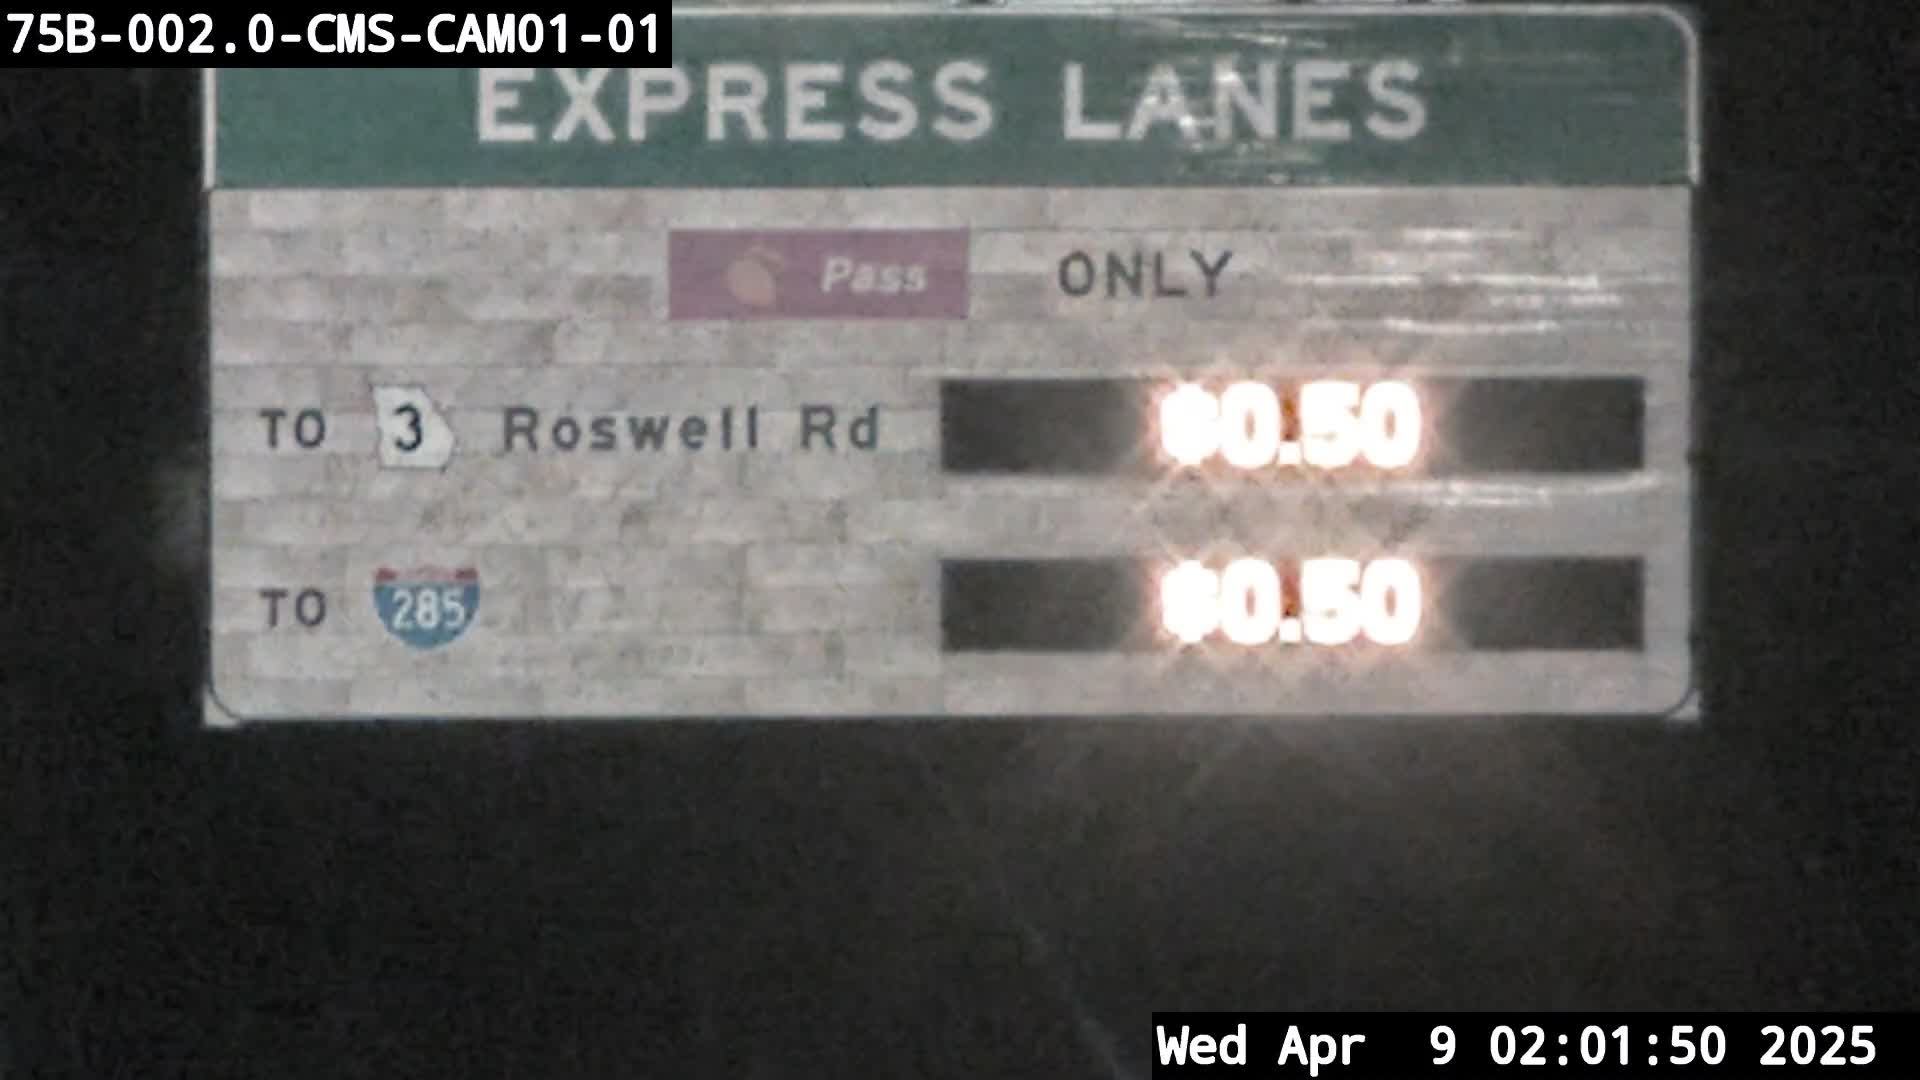 75B-002.0-CMS-CAM01-01
EXPRESS LANES
Pass ONLY
TO 3 Roswell Rd $0.50
TO 285 $0.50
Wed Apr 9 02:01:50 2025